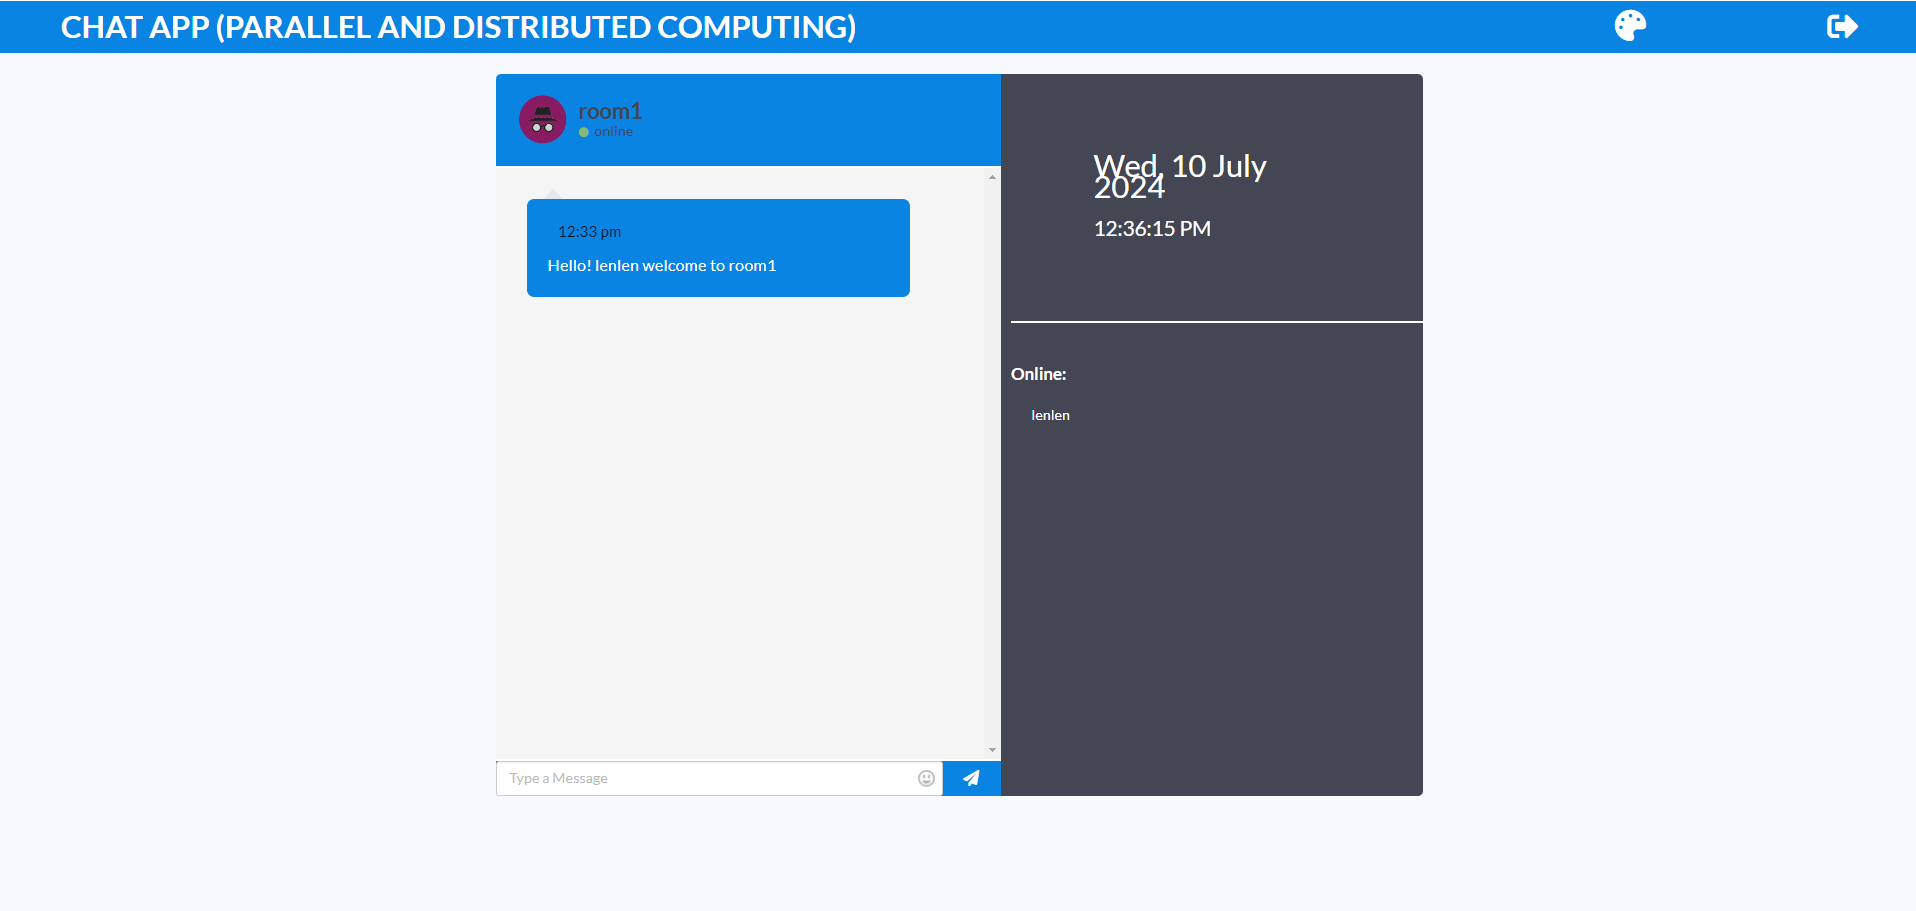 CHAT APP (PARALLEL AND DISTRIBUTED COMPUTING)
room1
online
12:33 pm
Hello! lenlen welcome to room1
Type a Message
Wed, 10 July
2024
12:36:15 PM
Online:
lenlen